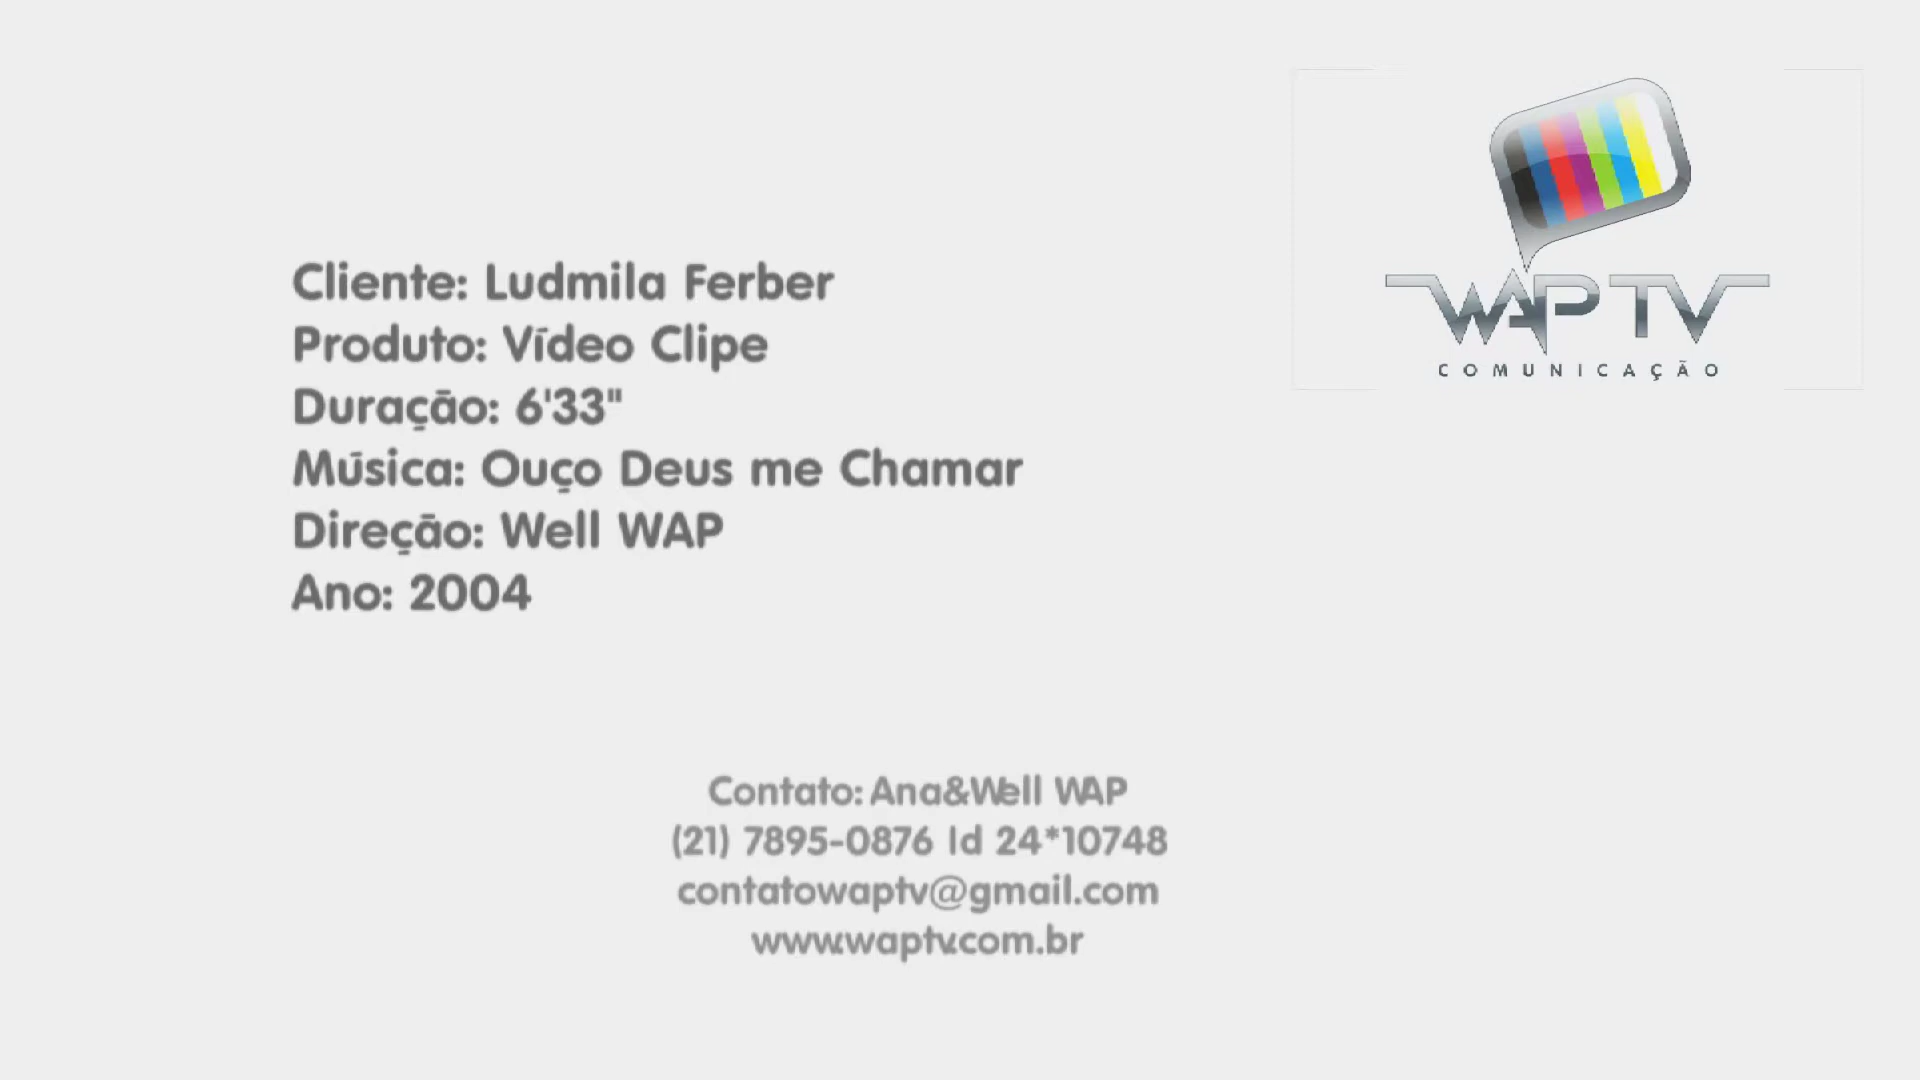 WAP TV
COMUNICAÇÃO
Cliente: Ludmila Ferber
Produto: Vídeo Clipe
Duração: 6'33"
Música: Ouço Deus me Chamar
Direção: Well WAP
Ano: 2004
Contato: Ana&Well WAP
(21) 7895-0876 Id 24*10748
contatowaptv@gmail.com
www.waptv.com.br